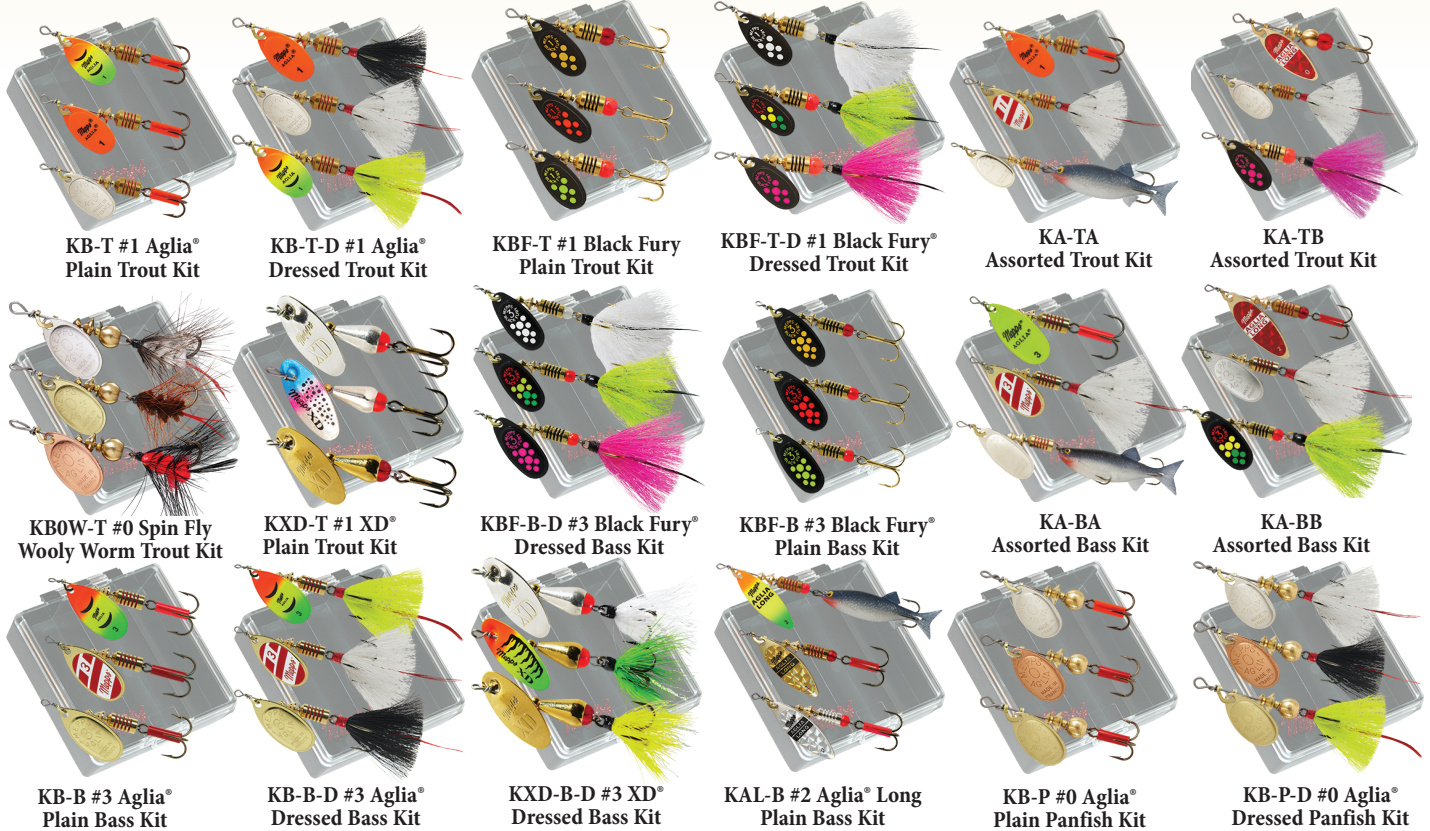 KB-T #1 Aglia®
Plain Trout Kit
KB-T-D #1 Aglia®
Dressed Trout Kit
KBF-T #1 Black Fury
Plain Trout Kit
KBF-T-D #1 Black Fury®
Dressed Trout Kit
KA-TA
Assorted Trout Kit
KA-TB
Assorted Trout Kit
KB0W-T #0 Spin Fly
Wooly Worm Trout Kit
KXD-T #1 XD®
Plain Trout Kit
KBF-B-D #3 Black Fury®
Dressed Bass Kit
KBF-B #3 Black Fury®
Plain Bass Kit
KA-BA
Assorted Bass Kit
KA-BB
Assorted Bass Kit
KB-B #3 Aglia®
Plain Bass Kit
KB-B-D #3 Aglia®
Dressed Bass Kit
KXD-B-D #3 XD®
Dressed Bass Kit
KAL-B #2 Aglia® Long
Plain Bass Kit
KB-P #0 Aglia®
Plain Panfish Kit
KB-P-D #0 Aglia®
Dressed Panfish Kit